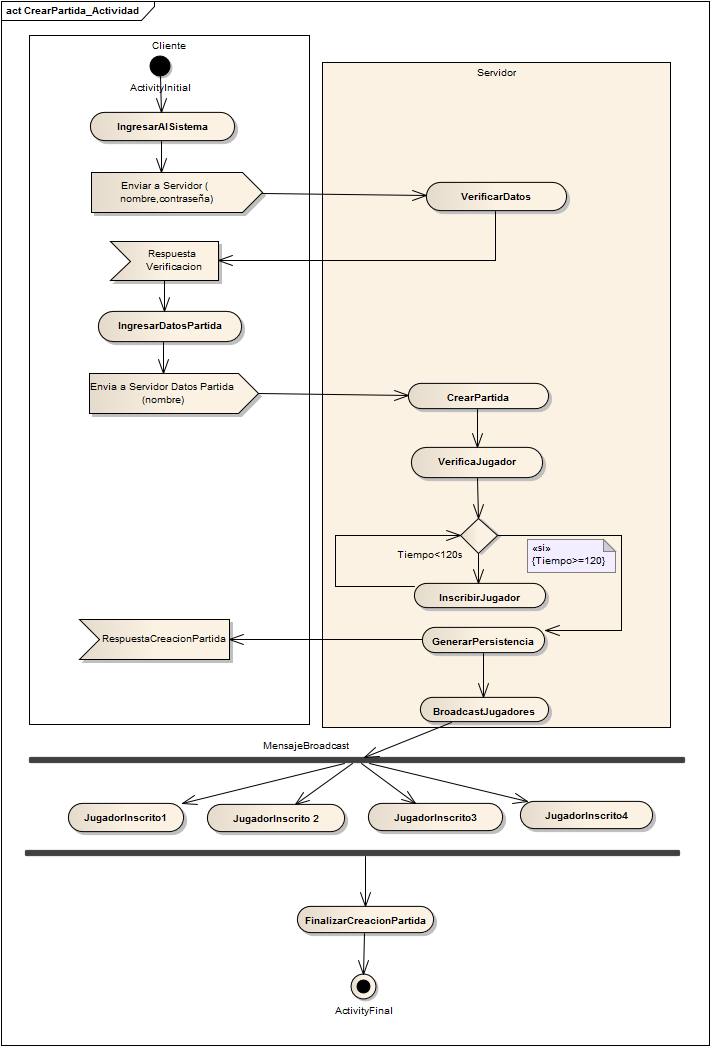 act CrearPartida_Actividad
Cliente
Servidor
ActivityInitial
IngresarAlSistema
Enviar a Servidor (
nombre,contraseña)
VerificarDatos
Respuesta
Verificacion
IngresarDatosPartida
Envia a Servidor Datos Partida
(nombre)
CrearPartida
VerificaJugador
Tiempo<120s
«si»
{Tiempo>=120}
InscribirJugador
RespuestaCreacionPartida
GenerarPersistencia
BroadcastJugadores
MensajeBroadcast
JugadorInscrito1
JugadorInscrito 2
JugadorInscrito3
JugadorInscrito4
FinalizarCreacionPartida
ActivityFinal